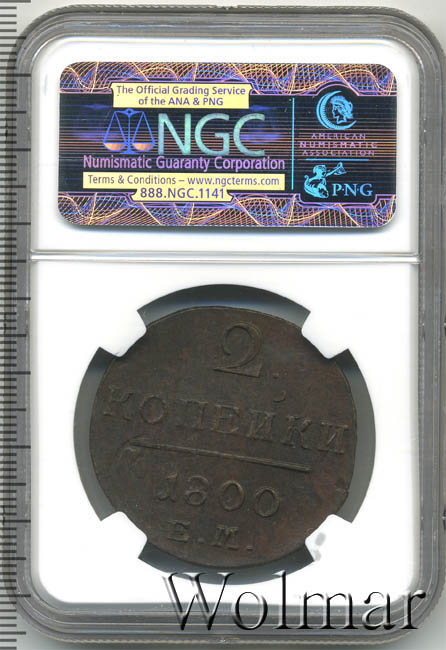 The Official Grading Service
of the ANA & PNG
NGC
Numismatic Guaranty Corporation
Terms & Conditions – www.ngcterms.com
888.NGC.1141
AMERICAN
NUMISMATIC
ASSOCIATION
PNG
2
КОПЕЙКИ
1800
Е.М.
Wolmar